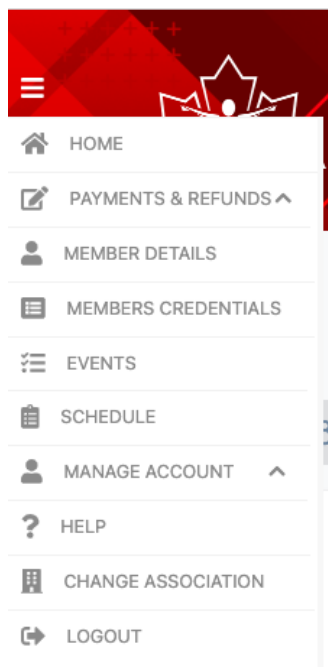 HOME
PAYMENTS & REFUNDS
MEMBER DETAILS
MEMBERS CREDENTIALS
EVENTS
SCHEDULE
MANAGE ACCOUNT
HELP
CHANGE ASSOCIATION
LOGOUT